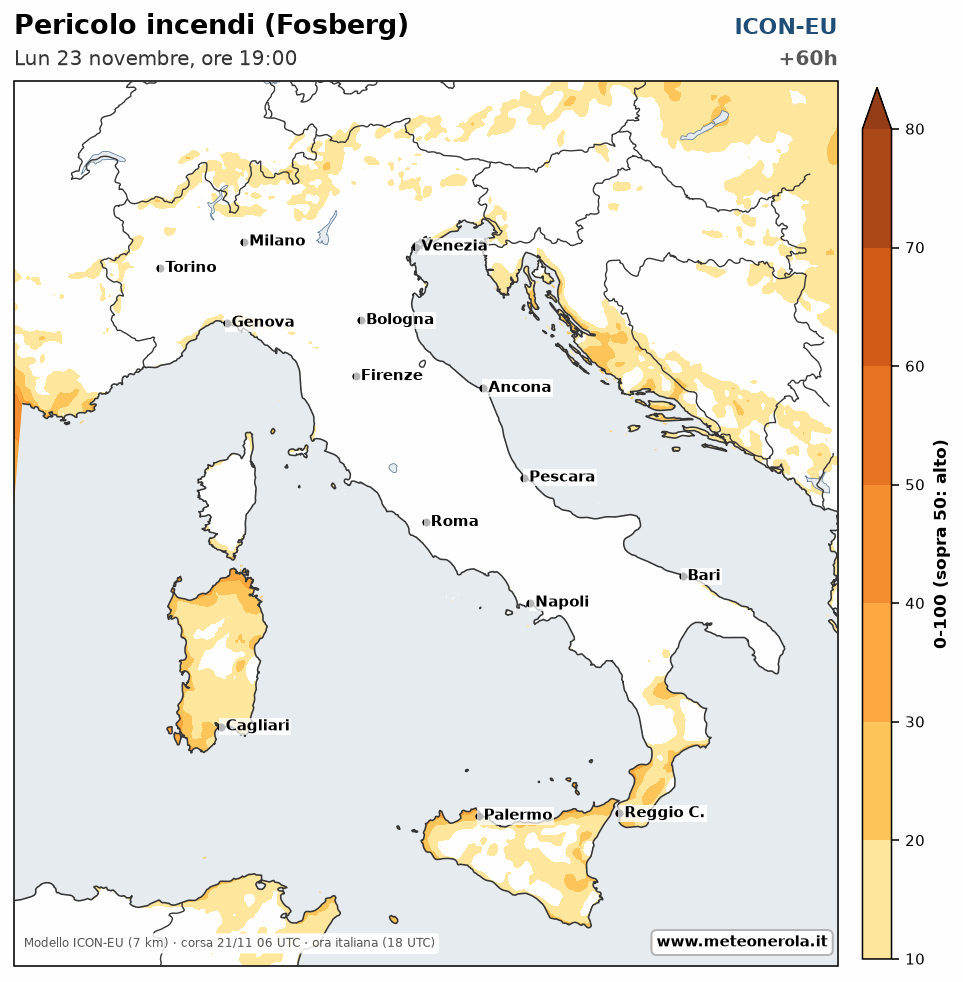 Pericolo incendi (Fosberg)
ICON-EU
Lun 23 novembre, ore 19:00
+60h
Milano
Venezia
Torino
Genova
Bologna
Firenze
Ancona
Pescara
Roma
Bari
Napoli
Cagliari
Palermo
Reggio C.
80
70
60
50
40
30
20
10
0-100 (sopra 50: alto)
Modello ICON-EU (7 km) · corsa 21/11 06 UTC · ora italiana (18 UTC)
www.meteonerola.it